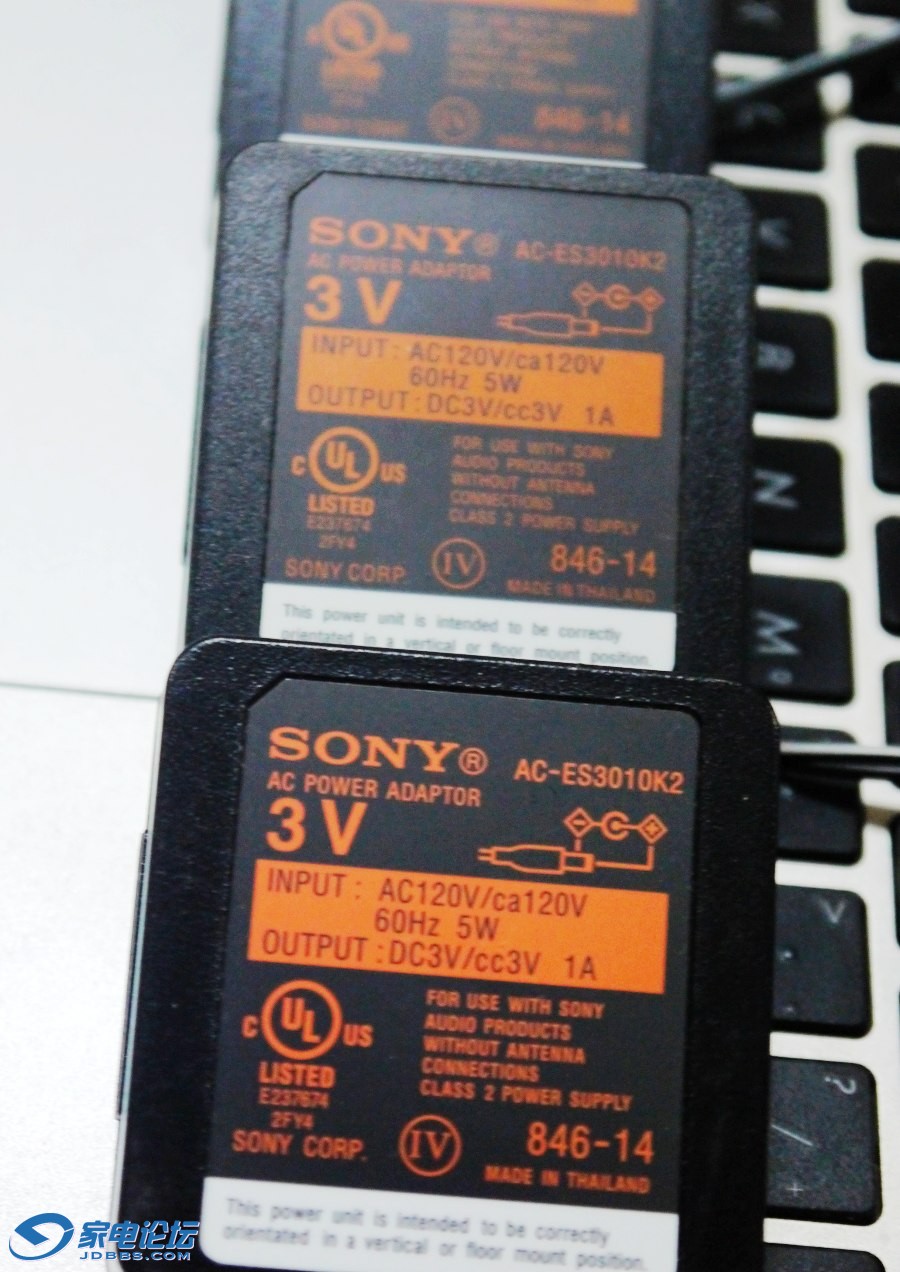 846-14
IV
SONY® AC-ES3010K2
AC POWER ADAPTOR
3V
INPUT : AC120V/ca120V
60Hz 5W
OUTPUT : DC3V/cc3V 1A
C UL US
LISTED
E237674
2FY4
SONY CORP.
FOR USE WITH SONY
AUDIO PRODUCTS
WITHOUT ANTENNA
CONNECTIONS
CLASS 2 POWER SUPPLY
IV
846-14
MADE IN THAILAND
This power unit is intended to be correctly
orientated in a vertical or floor mount position.
SONY® AC-ES3010K2
AC POWER ADAPTOR
3V
INPUT : AC120V/ca120V
60Hz 5W
OUTPUT : DC3V/cc3V 1A
C UL US
LISTED
E237674
2FY4
SONY CORP.
FOR USE WITH SONY
AUDIO PRODUCTS
WITHOUT ANTENNA
CONNECTIONS
CLASS 2 POWER SUPPLY
IV
846-14
MADE IN THAILAND
This power unit is intended to be correctly
orientated in a vertical or floor mount position.
V
B
N
M
?
/
家电论坛
JDBBS.COM